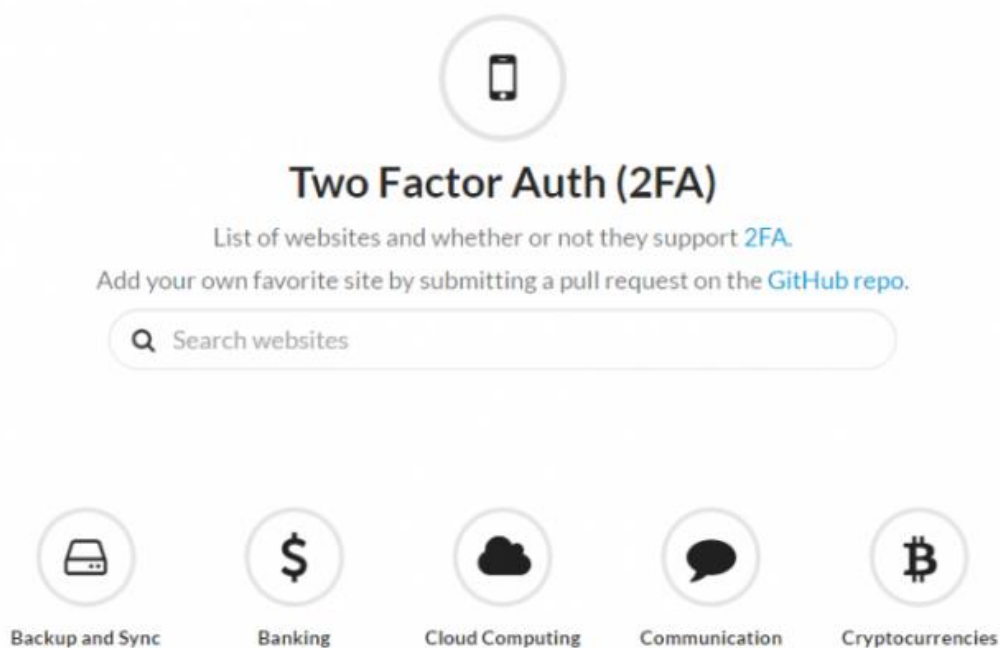 Two Factor Auth (2FA)
List of websites and whether or not they support 2FA.
Add your own favorite site by submitting a pull request on the GitHub repo.
Search websites
Backup and Sync
Banking
Cloud Computing
Communication
Cryptocurrencies